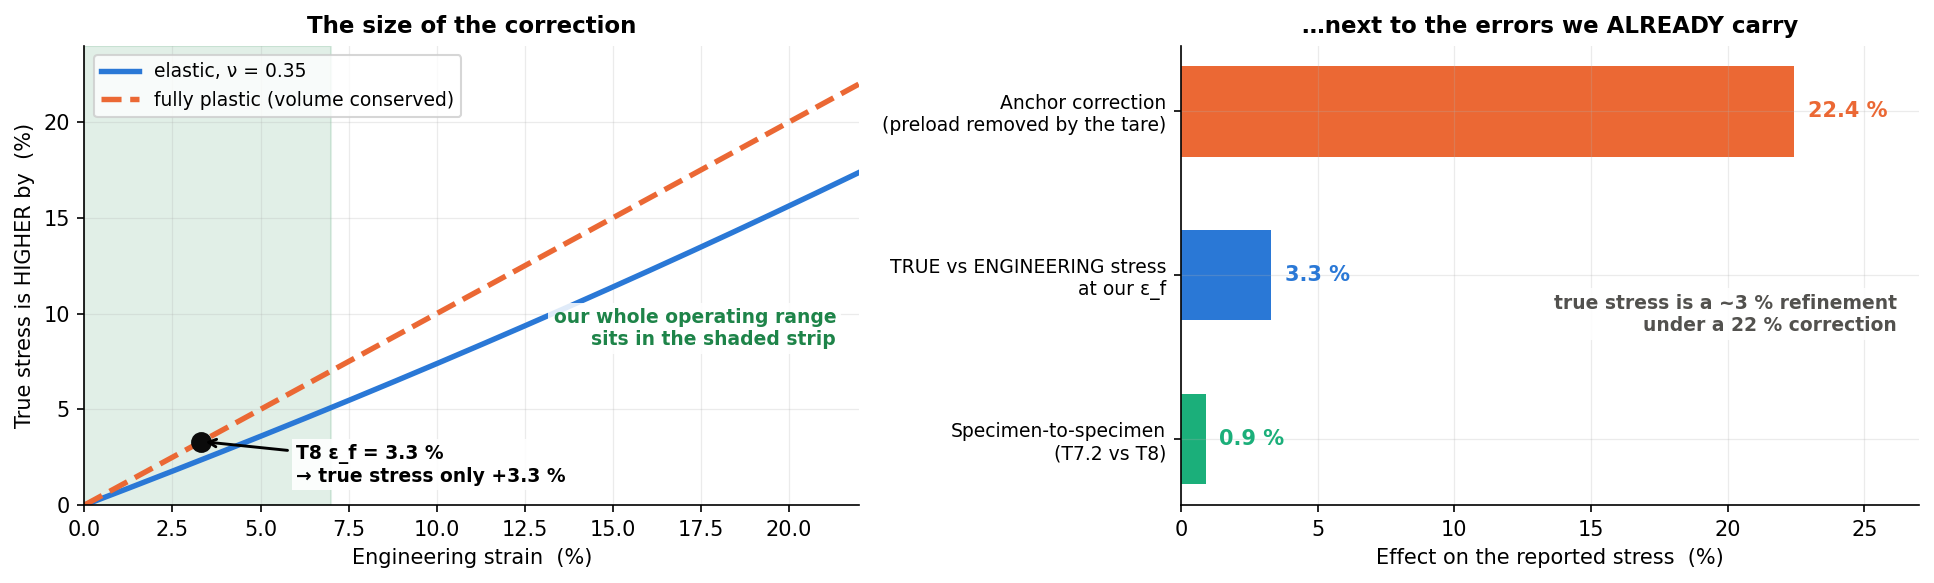 The size of the correction
elastic, ν = 0.35
fully plastic (volume conserved)
True stress is HIGHER by  (%)
20
15
10
5
0
our whole operating range
sits in the shaded strip
T8 ε_f = 3.3 %
→ true stress only +3.3 %
0.0 2.5 5.0 7.5 10.0 12.5 15.0 17.5 20.0
Engineering strain  (%)
…next to the errors we ALREADY carry
Anchor correction
(preload removed by the tare)
22.4 %
TRUE vs ENGINEERING stress
at our ε_f
3.3 %
true stress is a ~3 % refinement
under a 22 % correction
Specimen-to-specimen
(T7.2 vs T8)
0.9 %
0 5 10 15 20 25
Effect on the reported stress  (%)